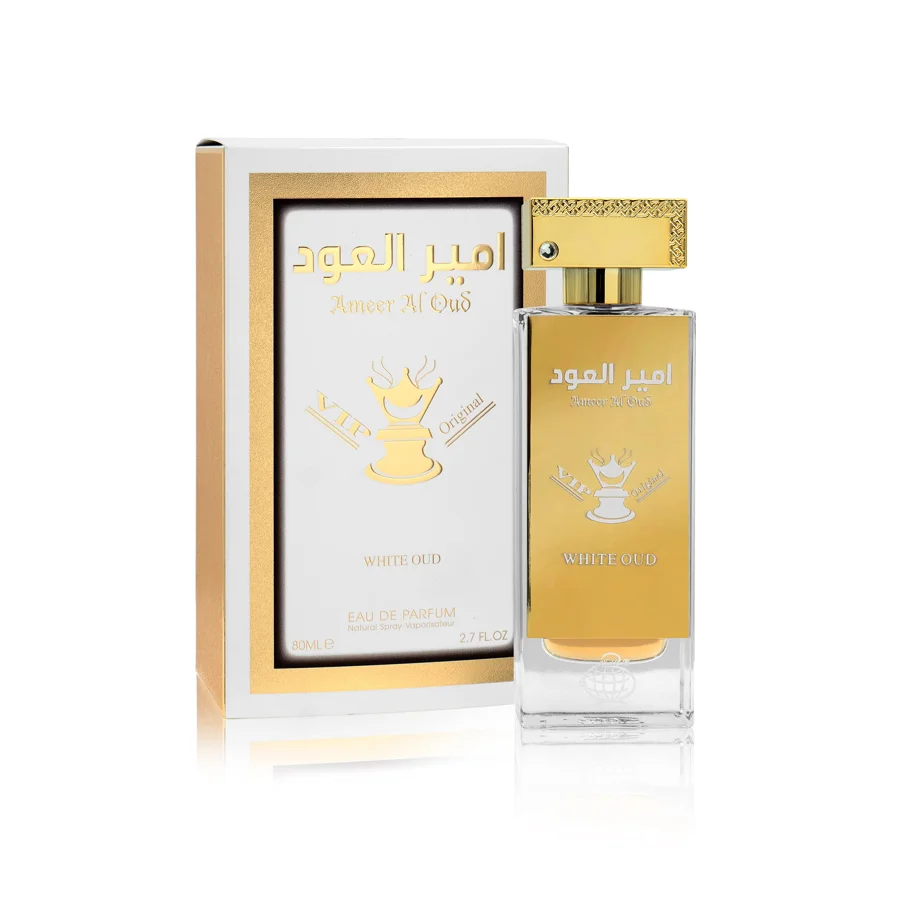 امير العود
Ameer Al Oud
VIP
Original
WHITE OUD
EAU DE PARFUM
Natural Spray Vaporisateur
80ML e
2.7 FL.OZ
امير العود
Ameer Al Oud
VIP
Original
WHITE OUD